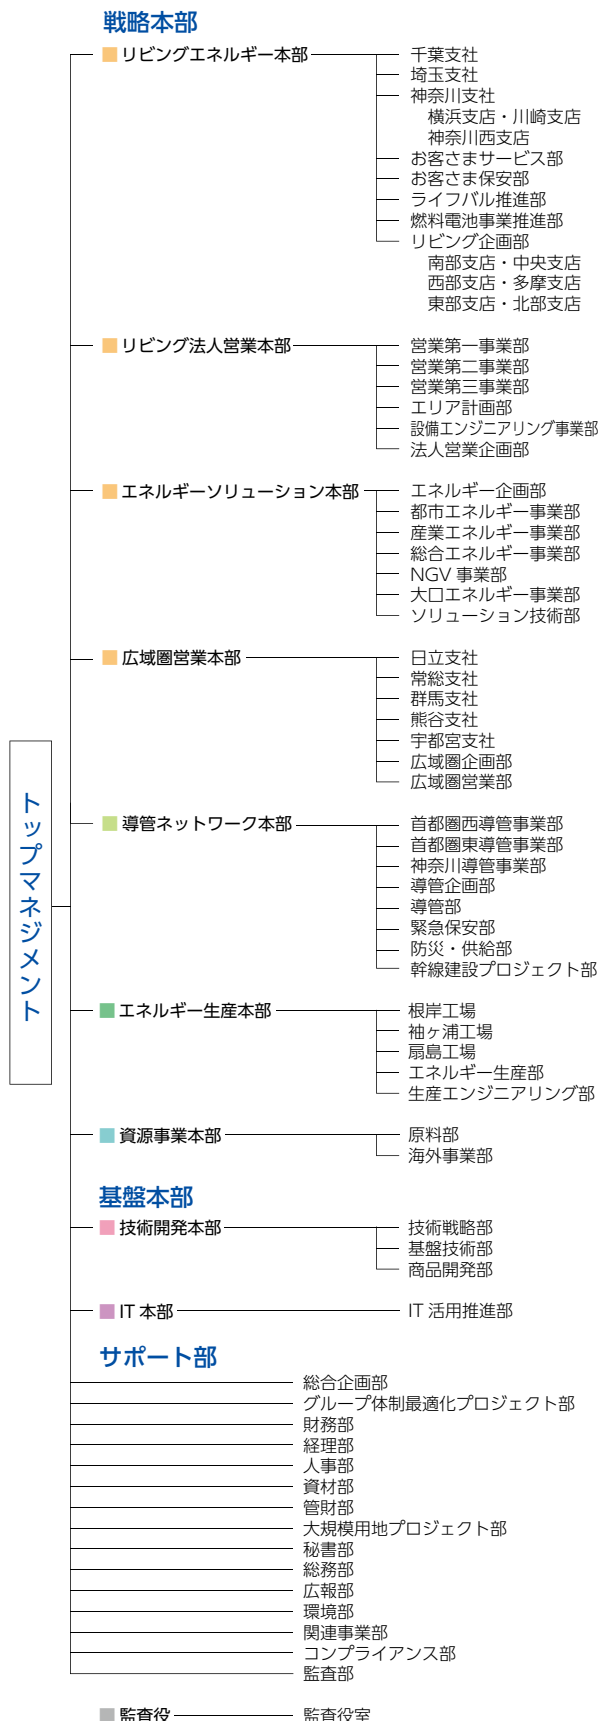 戦略本部
リビングエネルギー本部
千葉支社
埼玉支社
神奈川支社
横浜支店・川崎支店
神奈川西支店
お客さまサービス部
お客さま保安部
ライフバル推進部
燃料電池事業推進部
リビング企画部
南部支店・中央支店
西部支店・多摩支店
東部支店・北部支店
リビング法人営業本部
営業第一事業部
営業第二事業部
営業第三事業部
エリア計画部
設備エンジニアリング事業部
法人営業企画部
エネルギーソリューション本部
エネルギー企画部
都市エネルギー事業部
産業エネルギー事業部
総合エネルギー事業部
NGV 事業部
大口エネルギー事業部
ソリューション技術部
広域圏営業本部
日立支社
常総支社
群馬支社
熊谷支社
宇都宮支社
広域圏企画部
広域圏営業部
トップマネジメント
導管ネットワーク本部
首都圏西導管事業部
首都圏東導管事業部
神奈川導管事業部
導管企画部
導管部
緊急保安部
防災・供給部
幹線建設プロジェクト部
エネルギー生産本部
根岸工場
袖ヶ浦工場
扇島工場
エネルギー生産部
生産エンジニアリング部
資源事業本部
原料部
海外事業部
基盤本部
技術開発本部
技術戦略部
基盤技術部
商品開発部
IT 本部
IT 活用推進部
サポート部
総合企画部
グループ体制最適化プロジェクト部
財務部
経理部
人事部
資材部
管財部
大規模用地プロジェクト部
秘書部
総務部
広報部
環境部
関連事業部
コンプライアンス部
監査部
監査役
監査役室